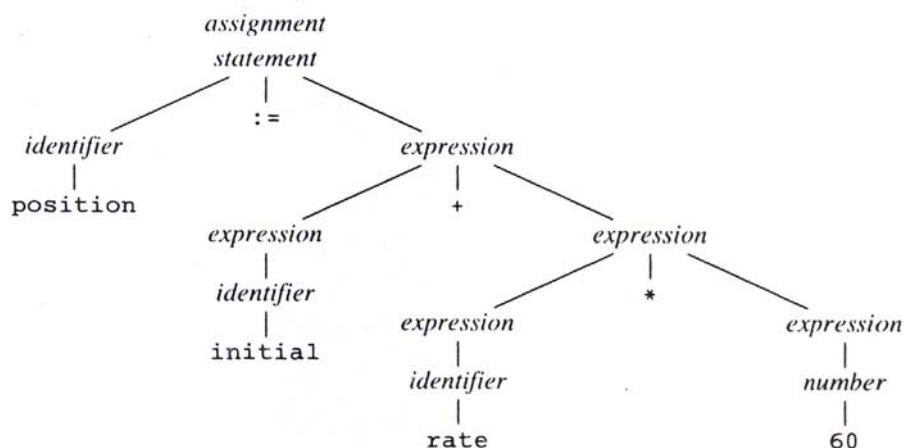 assignment
statement
:=
identifier
expression
position
+
expression
expression
identifier
*
expression
expression
initial
identifier
number
rate
60